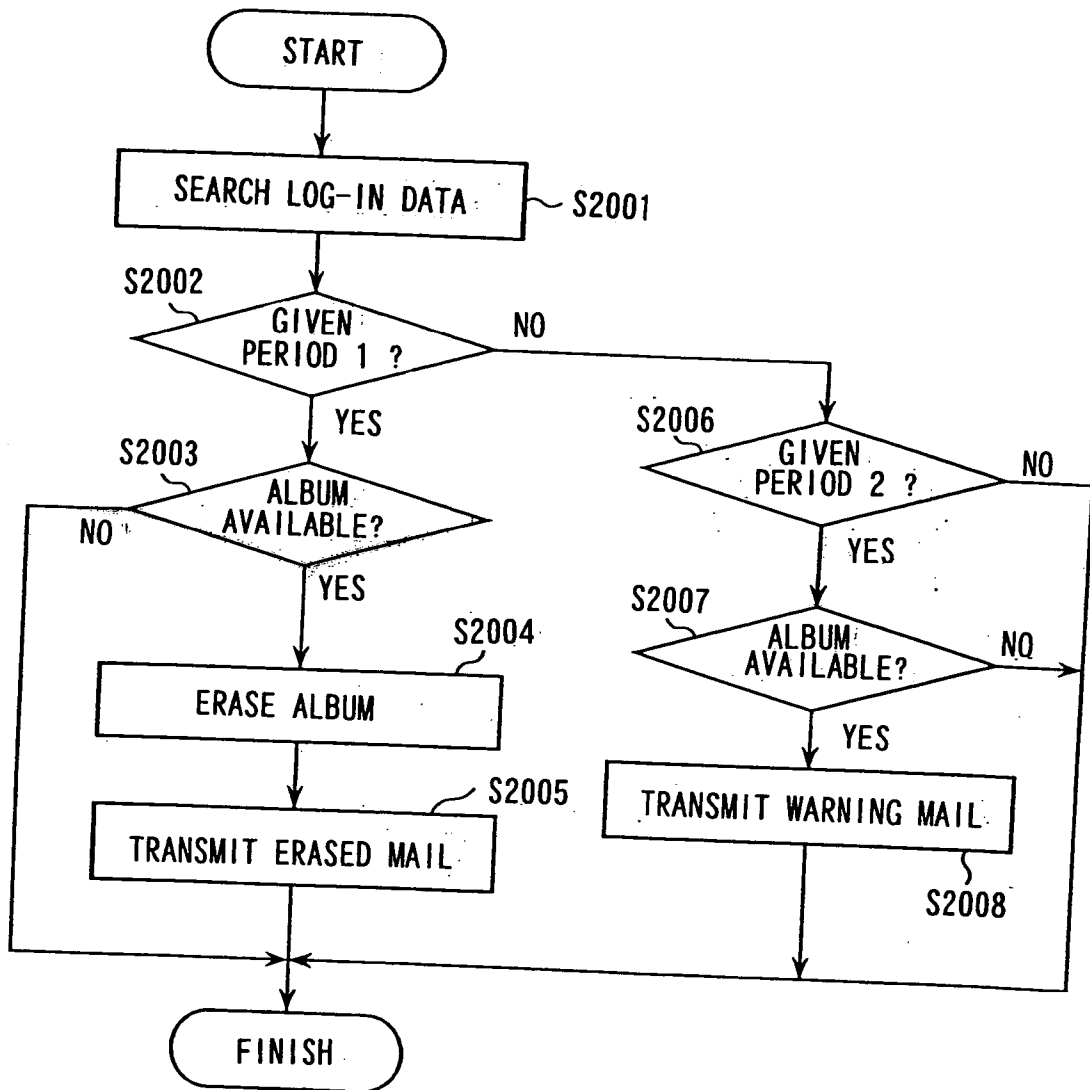 START
SEARCH LOG-IN DATA
S2001
S2002
GIVEN
PERIOD 1 ?
NO
YES
S2003
ALBUM
AVAILABLE?
NO
YES
S2004
ERASE ALBUM
S2005
TRANSMIT ERASED MAIL
S2006
GIVEN
PERIOD 2 ?
NO
YES
S2007
ALBUM
AVAILABLE?
NO
YES
TRANSMIT WARNING MAIL
S2008
FINISH